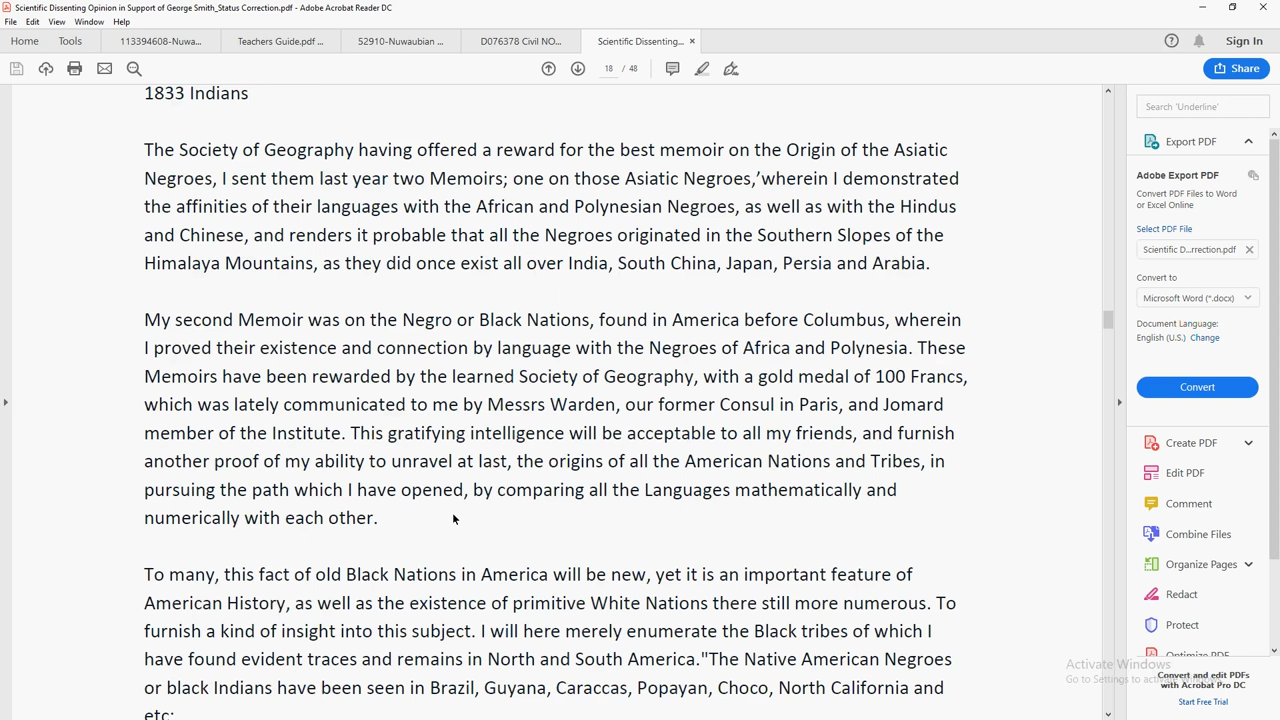 Scientific Dissenting Opinion in Support of George Smith_Status Correction.pdf - Adobe Acrobat Reader DC
File Edit View Window Help
Home Tools 113394608-Nuwa... Teachers Guide.pdf ... 52910-Nuwaubian ... D076378 Civil NO... Scientific Dissenting... × Sign In
18 / 48 Share
1833 Indians
The Society of Geography having offered a reward for the best memoir on the Origin of the Asiatic
Negroes, I sent them last year two Memoirs; one on those Asiatic Negroes,’wherein I demonstrated
the affinities of their languages with the African and Polynesian Negroes, as well as with the Hindus
and Chinese, and renders it probable that all the Negroes originated in the Southern Slopes of the
Himalaya Mountains, as they did once exist all over India, South China, Japan, Persia and Arabia.
My second Memoir was on the Negro or Black Nations, found in America before Columbus, wherein
I proved their existence and connection by language with the Negroes of Africa and Polynesia. These
Memoirs have been rewarded by the learned Society of Geography, with a gold medal of 100 Francs,
which was lately communicated to me by Messrs Warden, our former Consul in Paris, and Jomard
member of the Institute. This gratifying intelligence will be acceptable to all my friends, and furnish
another proof of my ability to unravel at last, the origins of all the American Nations and Tribes, in
pursuing the path which I have opened, by comparing all the Languages mathematically and
numerically with each other.
To many, this fact of old Black Nations in America will be new, yet it is an important feature of
American History, as well as the existence of primitive White Nations there still more numerous. To
furnish a kind of insight into this subject. I will here merely enumerate the Black tribes of which I
have found evident traces and remains in North and South America."The Native American Negroes
or black Indians have been seen in Brazil, Guyana, Caraccas, Popayan, Choco, North California and
etc:
Search 'Underline'
Export PDF
Adobe Export PDF
Convert PDF Files to Word
or Excel Online
Select PDF File
Scientific D...rrection.pdf
Convert to
Microsoft Word (*.docx)
Document Language:
English (U.S.) Change
Convert
Create PDF
Edit PDF
Comment
Combine Files
Organize Pages
Redact
Protect
Optimize PDF
Activate Windows
Go to Settings to activate
Convert and edit PDFs
with Acrobat Pro DC
Start Free Trial